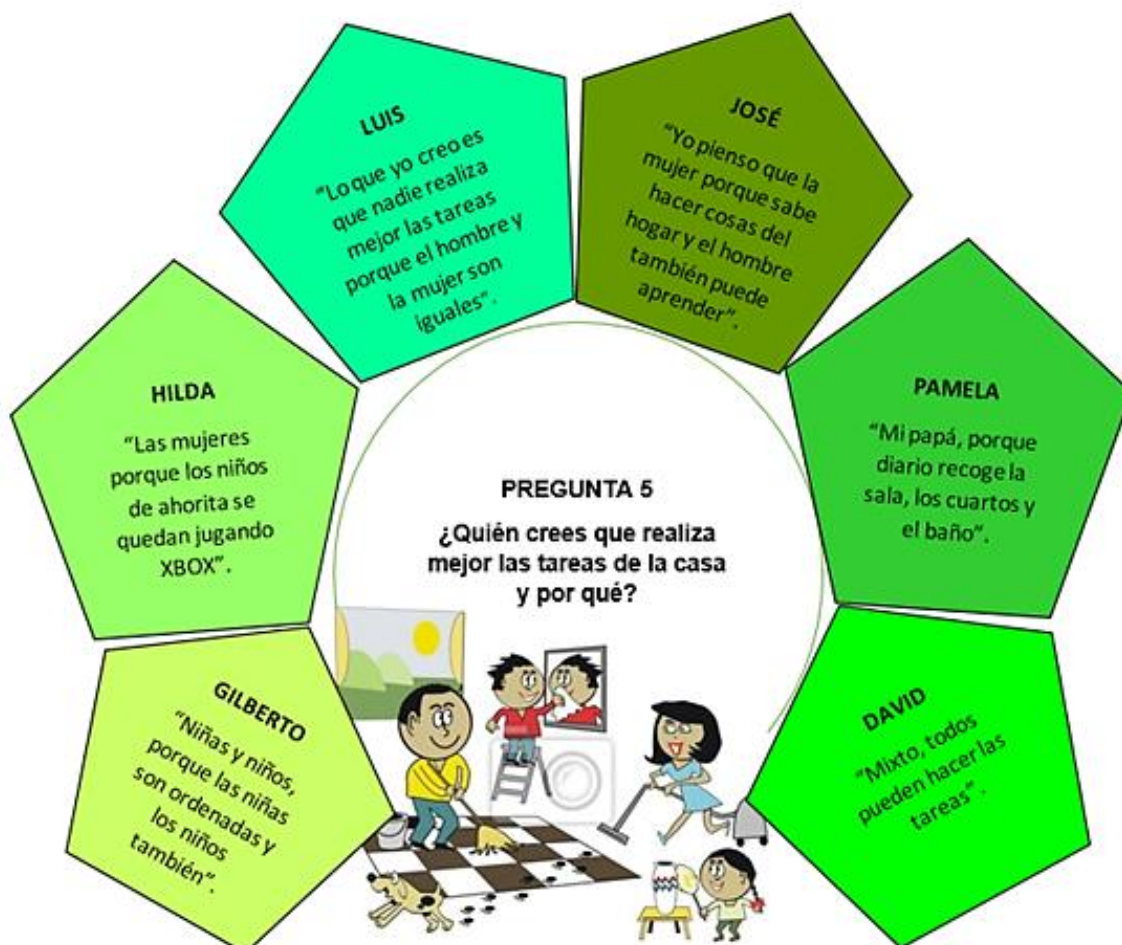 LUIS
"Lo que yo creo es
que nadie realiza
mejor las tareas
porque el hombre y
la mujer son
iguales".
JOSÉ
"Yo pienso que la
mujer porque sabe
hacer cosas del
hogar y el hombre
también puede
aprender".
HILDA
"Las mujeres
porque los niños
de ahorita se
quedan jugando
XBOX".
PAMELA
"Mi papá, porque
diario recoge la
sala, los cuartos y
el baño".
PREGUNTA 5
¿Quién crees que realiza
mejor las tareas de la casa
y por qué?
GILBERTO
"Niñas y niños,
porque las niñas
son ordenadas y
los niños
también".
DAVID
"Mixto, todos
pueden hacer las
tareas".